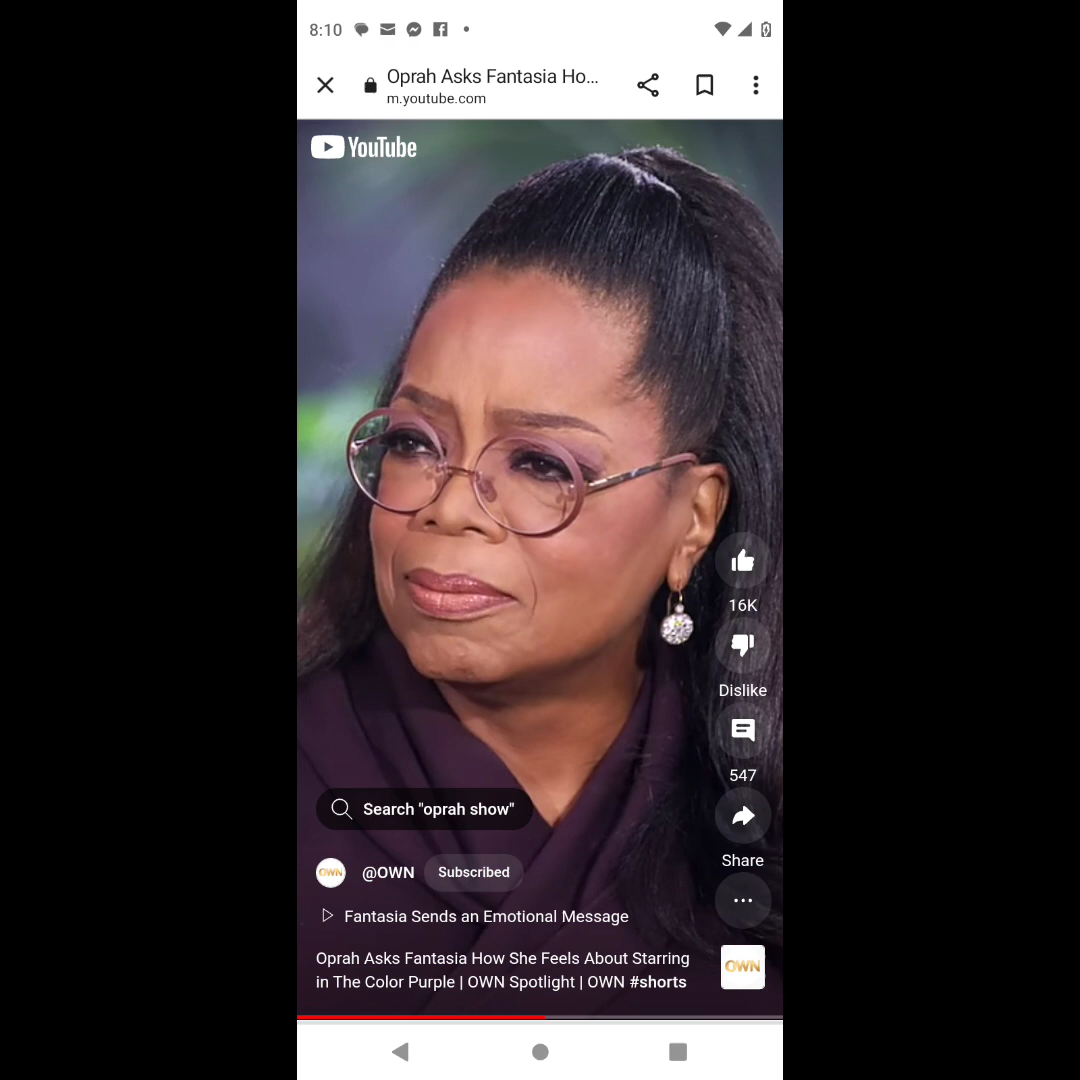 8:10
Oprah Asks Fantasia Ho...
m.youtube.com
YouTube
16K
Dislike
547
Search "oprah show"
Share
OWN
@OWN
Subscribed
Fantasia Sends an Emotional Message
Oprah Asks Fantasia How She Feels About Starring
in The Color Purple | OWN Spotlight | OWN #shorts
OWN